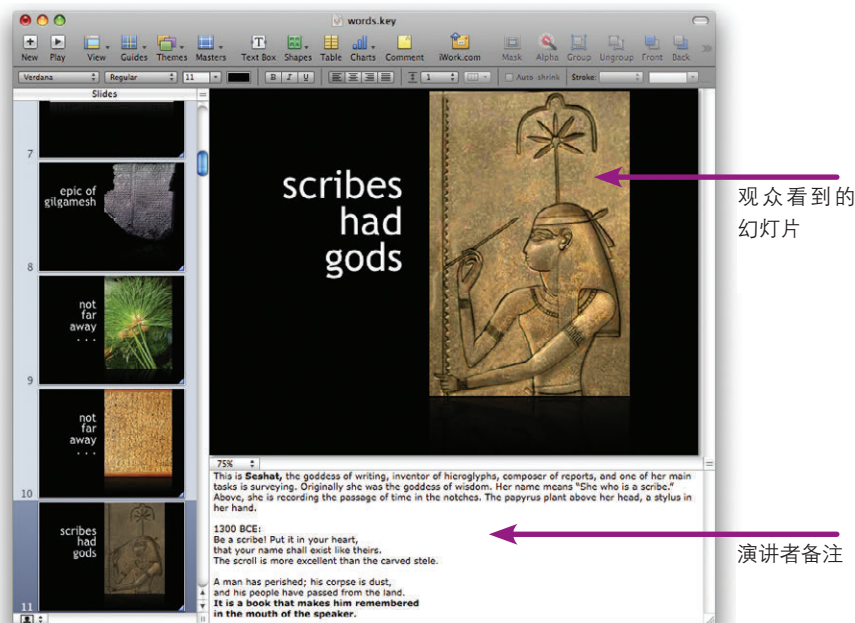 words.key
New Play View Guides Themes Masters Text Box Shapes Table Charts Comment iWork.com Mask Alpha Group Ungroup Front Back
Verdana Regular 11 B I U 1 Auto-shrink Stroke:
Slides
7
epic of
gilgamesh
8
not
far
away
. . .
9
not
far
away
. . .
10
scribes
had
gods
11
scribes
had
gods
观众看到的
幻灯片
75%
This is Seshat, the goddess of writing, inventor of hieroglyphs, composer of reports, and one of her main
tasks is surveying. Originally she was the goddess of wisdom. Her name means “She who is a scribe.”
Above, she is recording the passage of time in the notches. The papyrus plant above her head, a stylus in
her hand.
1300 BCE:
Be a scribe! Put it in your heart,
that your name shall exist like theirs.
The scroll is more excellent than the carved stele.
A man has perished; his corpse is dust,
and his people have passed from the land.
It is a book that makes him remembered
in the mouth of the speaker.
演讲者备注